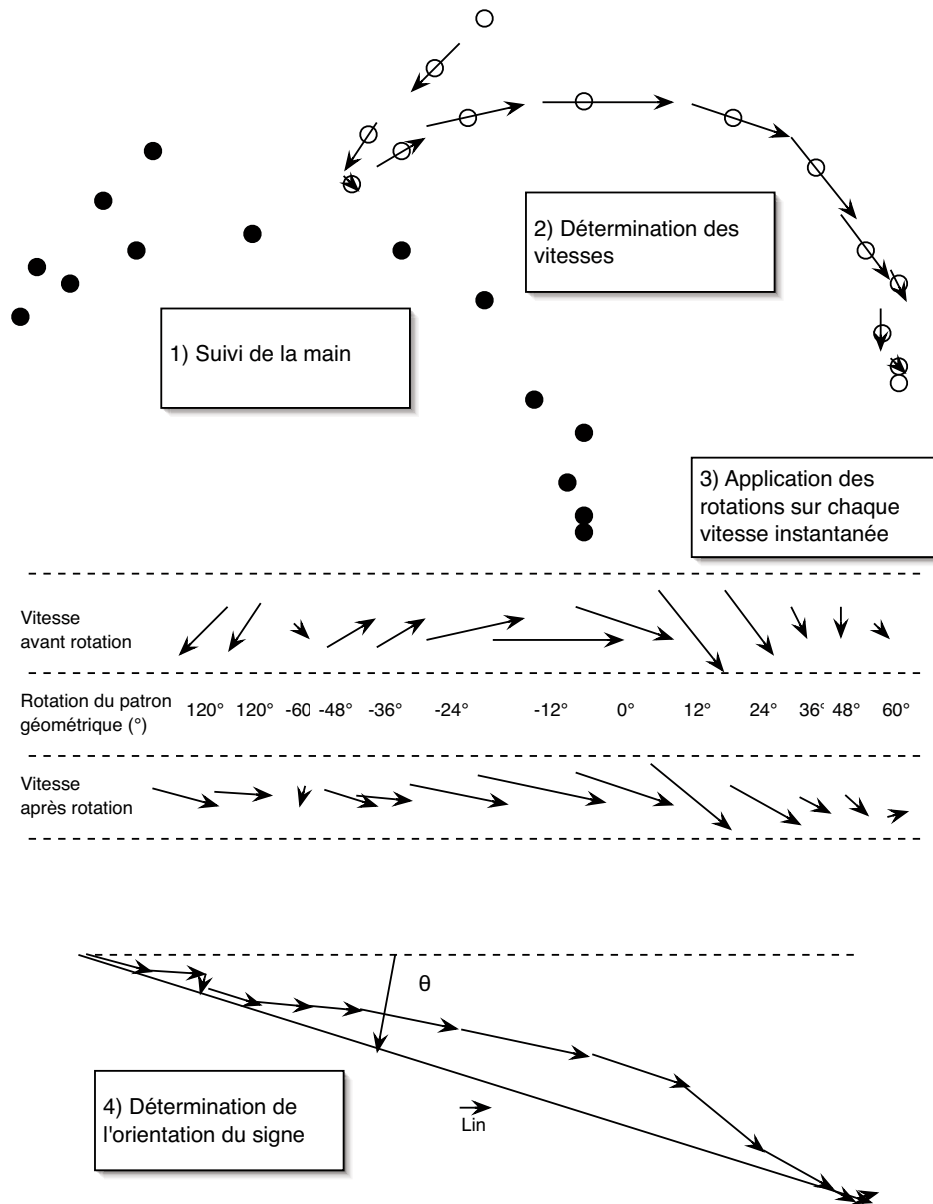 2) Détermination des
vitesses
1) Suivi de la main
3) Application des
rotations sur chaque
vitesse instantanée
Vitesse
avant rotation
Rotation du patron
géométrique (°)
120° 120° -60 -48° -36° -24° -12° 0° 12° 24° 36° 48° 60°
Vitesse
après rotation
θ
4) Détermination de
l'orientation du signe
Lin